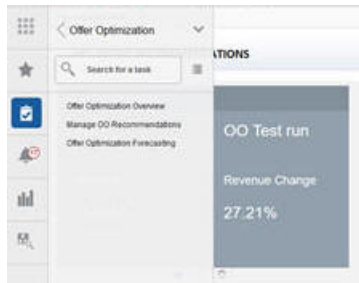 Offer Optimization
ATIONS
Search for a task
Offer Optimization Overview
Manage OO Recommendations
Offer Optimization Forecasting
OO Test run
Revenue Change
27.21%